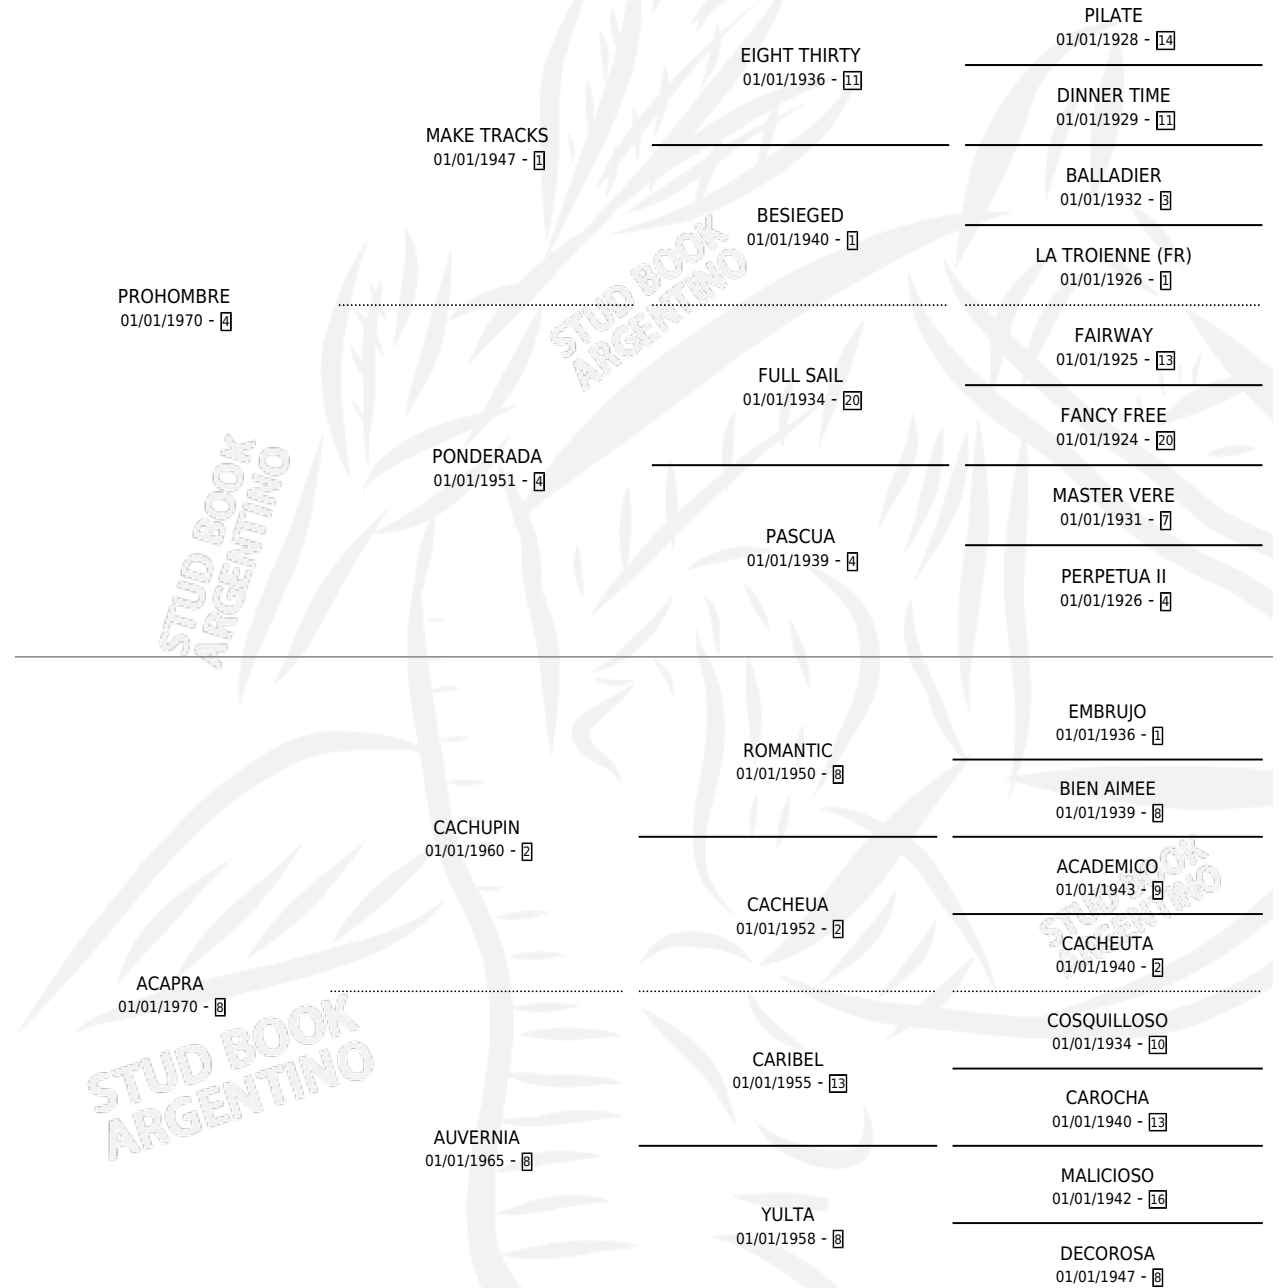 PILATE
01/01/1928 - 14
EIGHT THIRTY
01/01/1936 - 11
DINNER TIME
01/01/1929 - 11
MAKE TRACKS
01/01/1947 - 1
BALLADIER
01/01/1932 - 3
BESIEGED
01/01/1940 - 1
LA TROIENNE (FR)
01/01/1926 - 1
PROHOMBRE
01/01/1970 - 4
STUD BOOK
ARGENTINO
FAIRWAY
01/01/1925 - 13
FULL SAIL
01/01/1934 - 20
FANCY FREE
01/01/1924 - 20
PONDERADA
01/01/1951 - 4
MASTER VERE
01/01/1931 - 7
PASCUA
01/01/1939 - 4
PERPETUA II
01/01/1926 - 4
STUD BOOK
ARGENTINO
EMBRUJO
01/01/1936 - 1
ROMANTIC
01/01/1950 - 8
BIEN AIMEE
01/01/1939 - 8
CACHUPIN
01/01/1960 - 2
ACADEMICO
01/01/1943 - 9
CACHEUA
01/01/1952 - 2
CACHEUTA
01/01/1940 - 2
STUD BOOK
ARGENTINO
ACAPRA
01/01/1970 - 8
COSQUILLOSO
01/01/1934 - 10
CARIBEL
01/01/1955 - 13
CAROCHA
01/01/1940 - 13
STUD BOOK
ARGENTINO
AUVERNIA
01/01/1965 - 8
MALICIOSO
01/01/1942 - 16
YULTA
01/01/1958 - 8
DECOROSA
01/01/1947 - 8